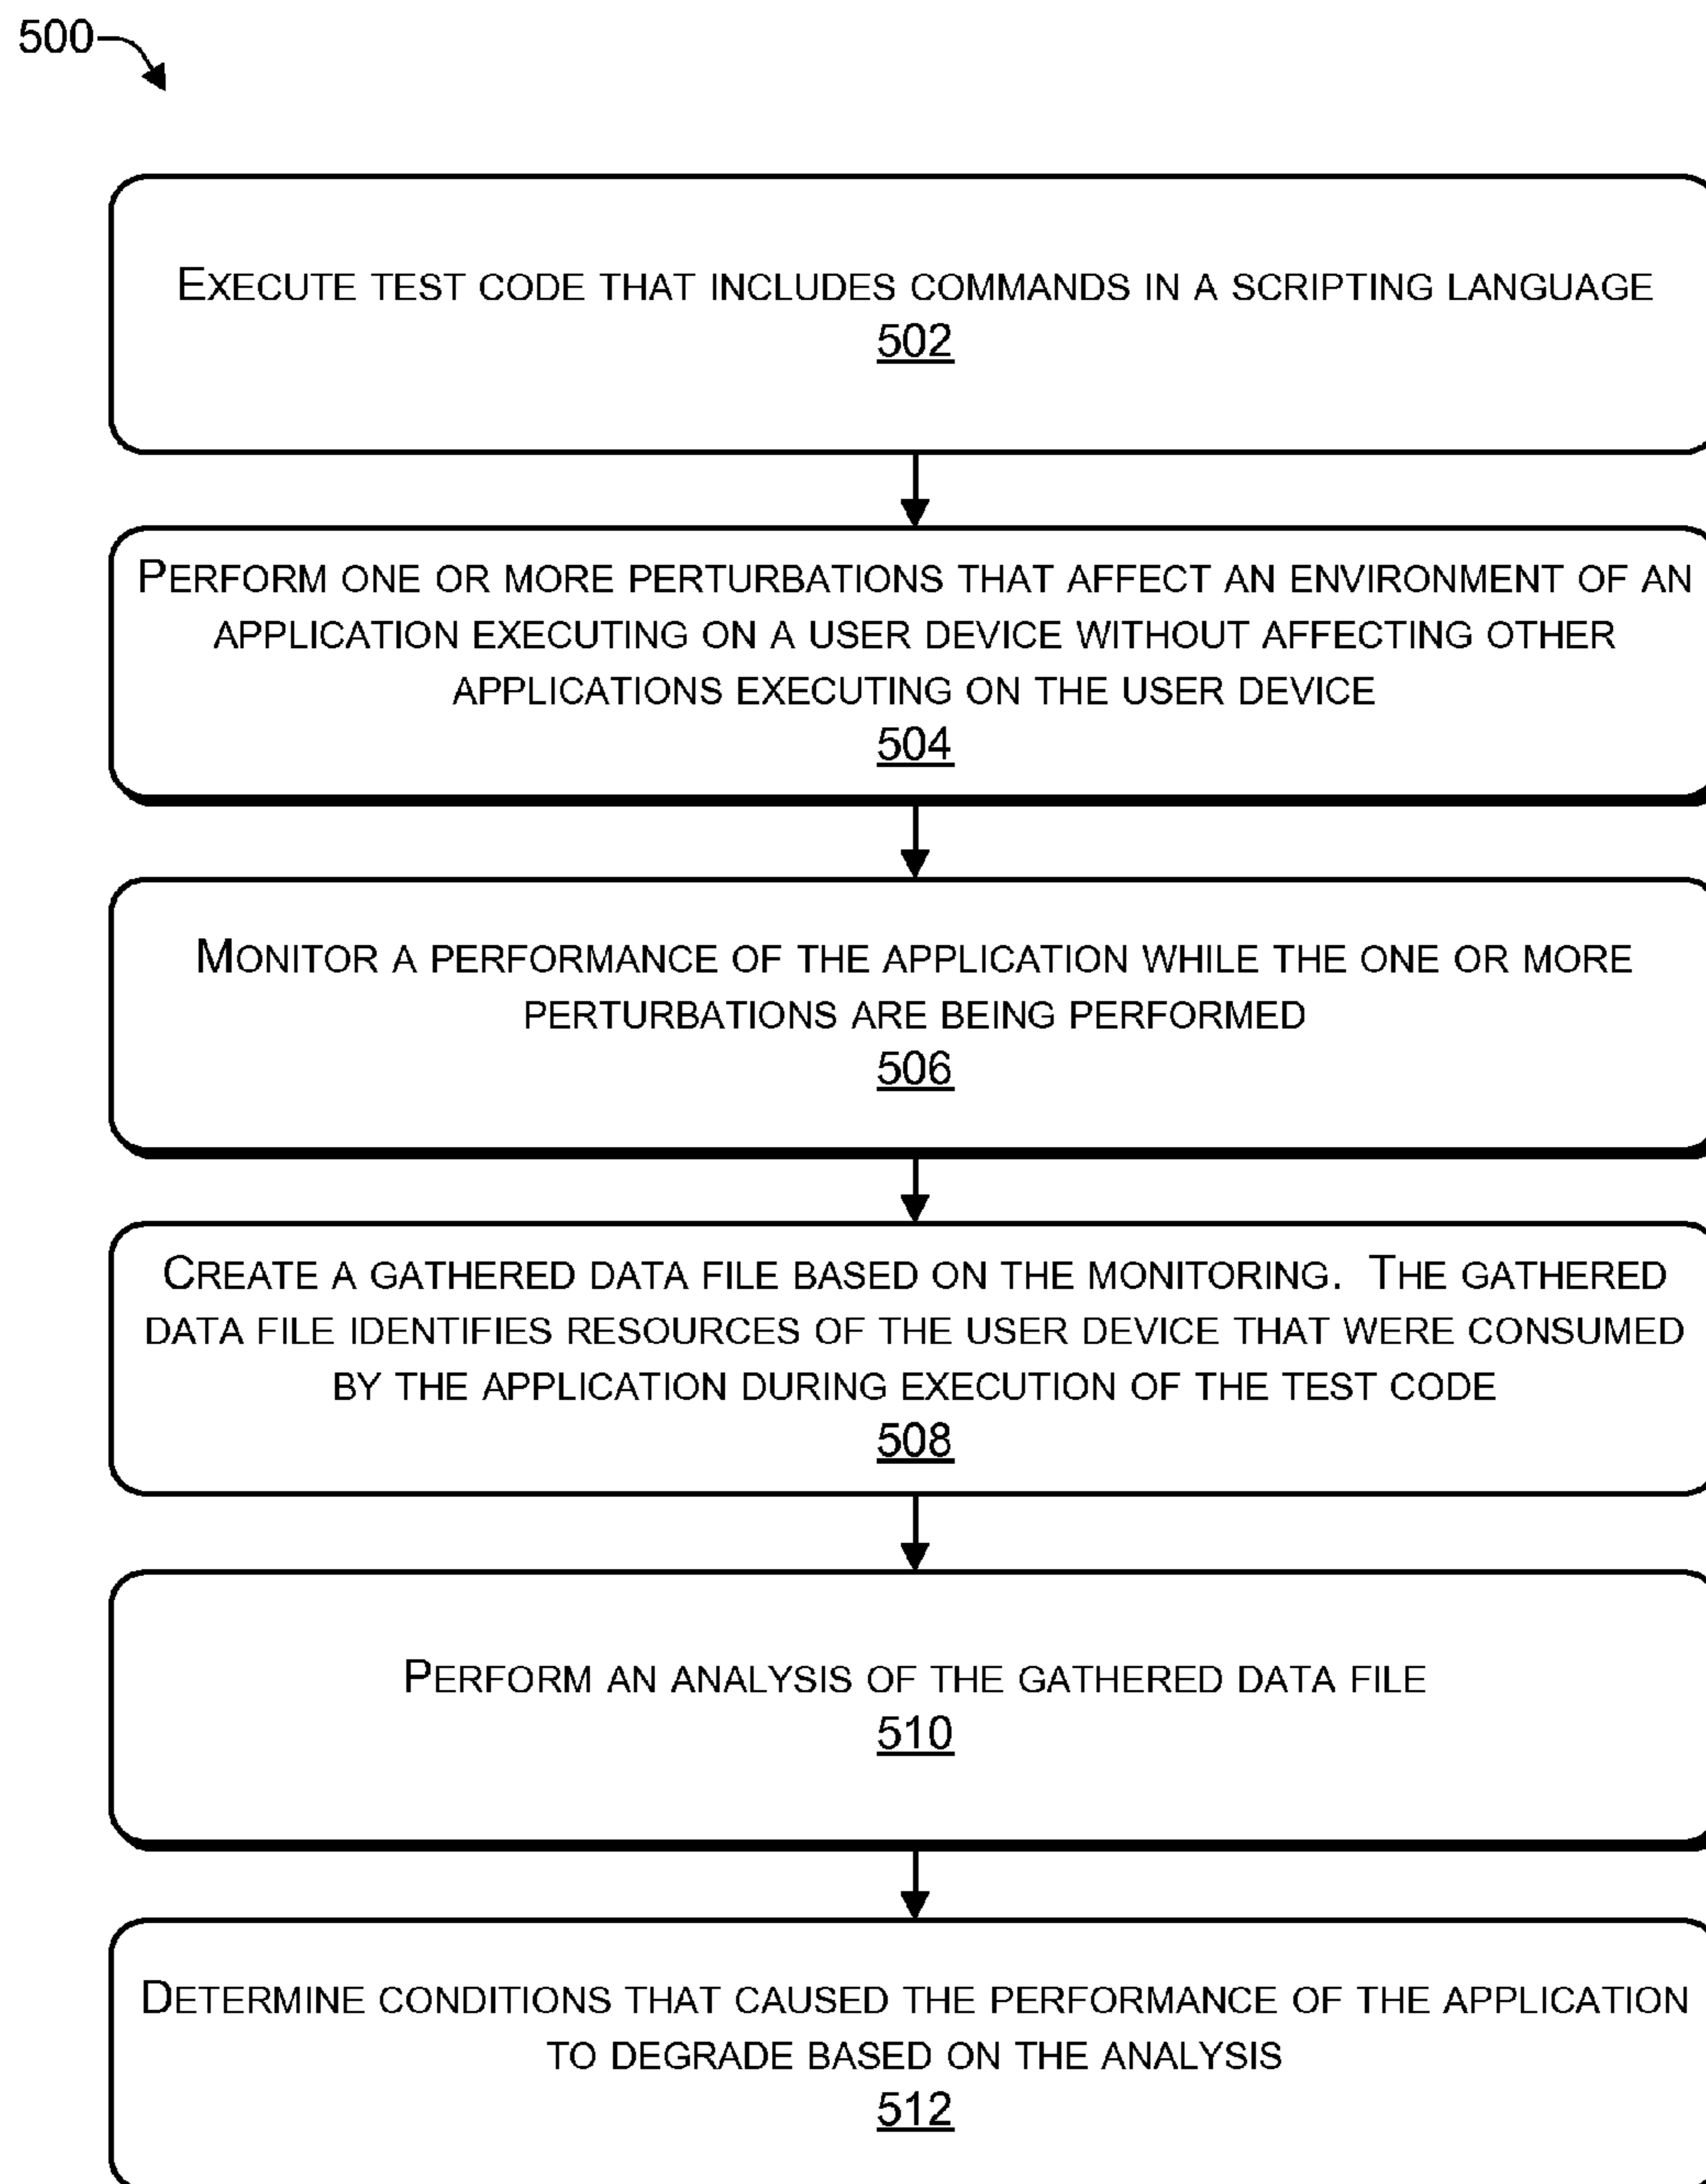 500
EXECUTE TEST CODE THAT INCLUDES COMMANDS IN A SCRIPTING LANGUAGE
502
PERFORM ONE OR MORE PERTURBATIONS THAT AFFECT AN ENVIRONMENT OF AN
APPLICATION EXECUTING ON A USER DEVICE WITHOUT AFFECTING OTHER
APPLICATIONS EXECUTING ON THE USER DEVICE
504
MONITOR A PERFORMANCE OF THE APPLICATION WHILE THE ONE OR MORE
PERTURBATIONS ARE BEING PERFORMED
506
CREATE A GATHERED DATA FILE BASED ON THE MONITORING. THE GATHERED
DATA FILE IDENTIFIES RESOURCES OF THE USER DEVICE THAT WERE CONSUMED
BY THE APPLICATION DURING EXECUTION OF THE TEST CODE
508
PERFORM AN ANALYSIS OF THE GATHERED DATA FILE
510
DETERMINE CONDITIONS THAT CAUSED THE PERFORMANCE OF THE APPLICATION
TO DEGRADE BASED ON THE ANALYSIS
512